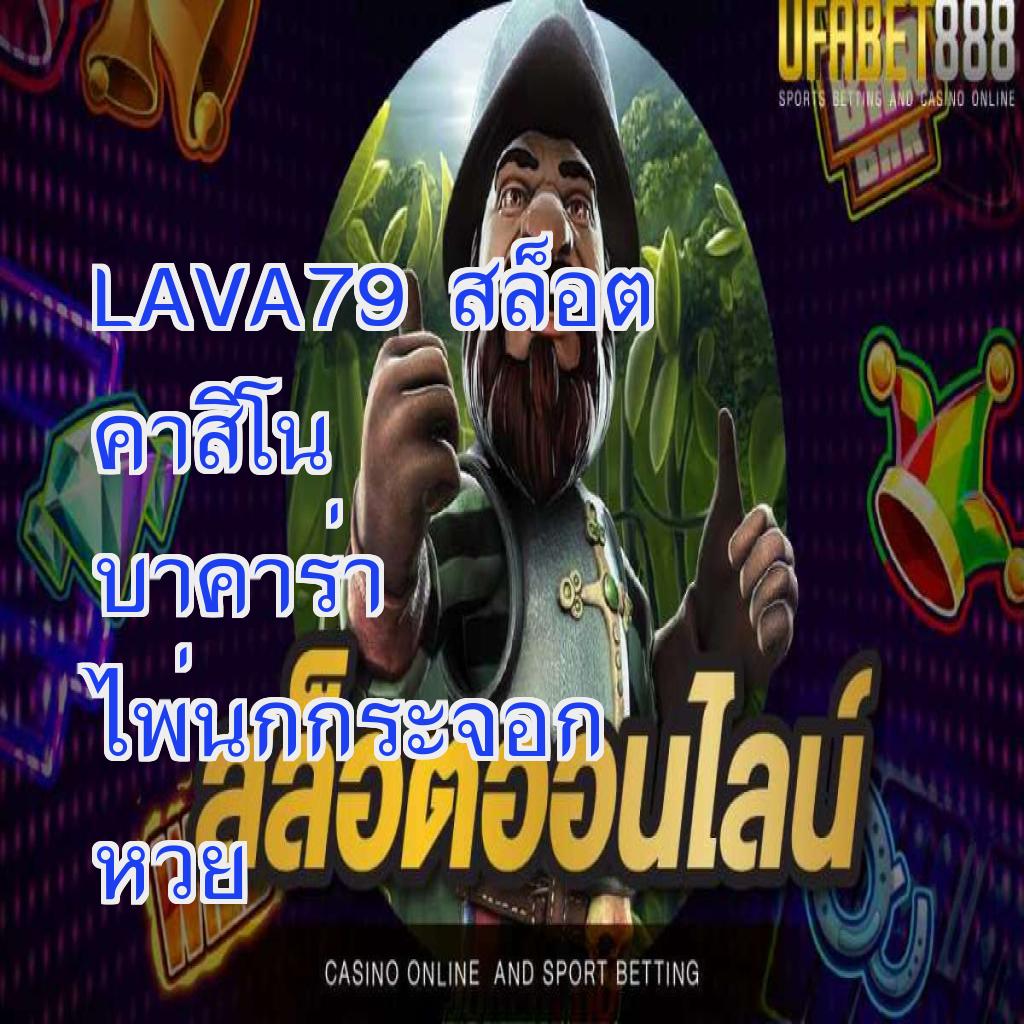 UFABET888
SPORTS BETTING AND CASINO ONLINE
BAR
LAVA79 สล็อต
คาสิโน
บาคาร่า
ไพ่นกกระจอก
หวย
สล็อตออนไลน์
CASINO ONLINE AND SPORT BETTING